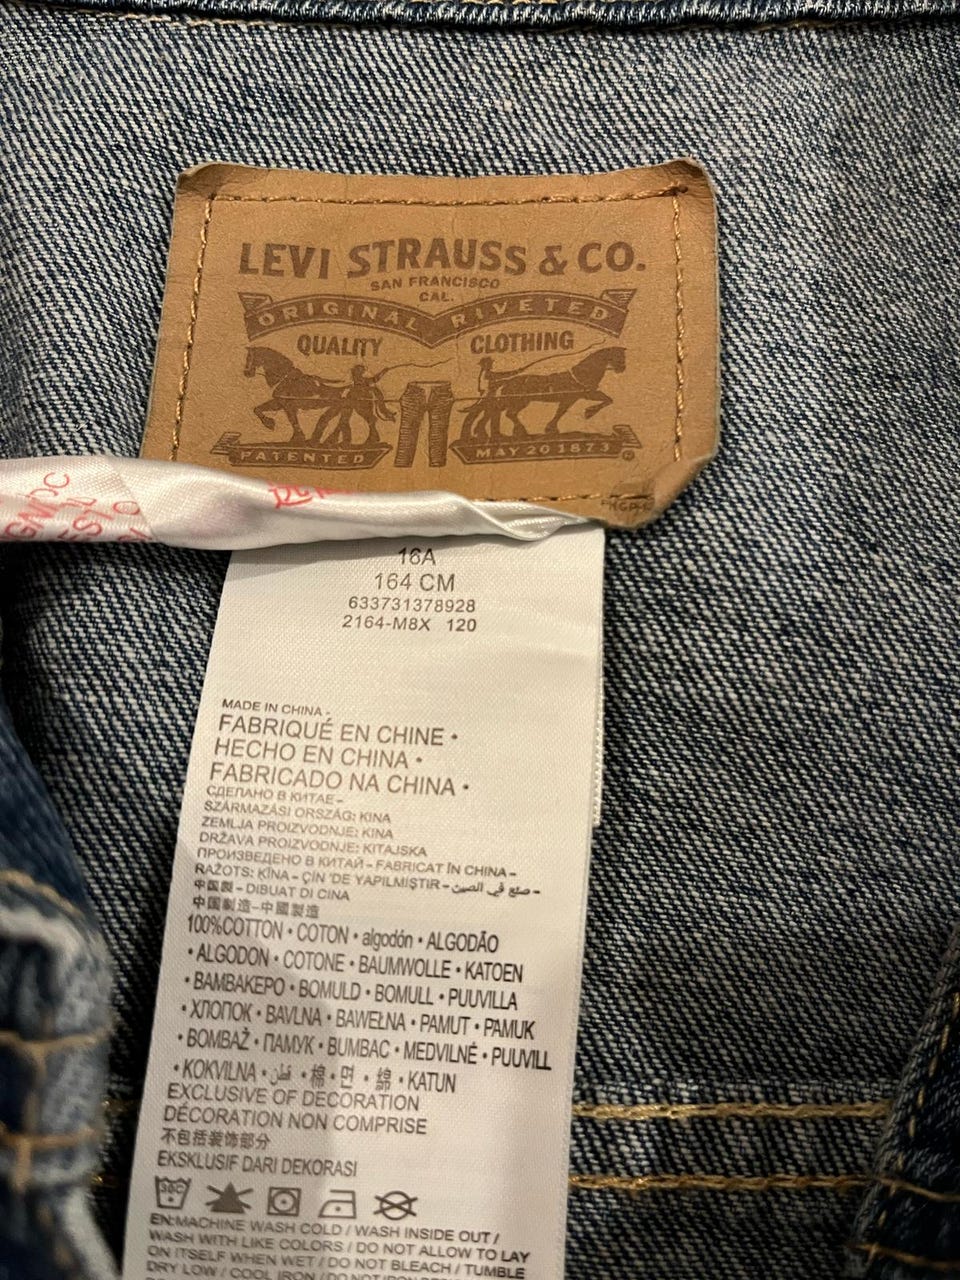 LEVI STRAUSS & CO.
SAN FRANCISCO
CAL.
ORIGINAL RIVETED
QUALITY CLOTHING
PATENTED MAY 20 1873
16A
164 CM
633731378928
2164-M8X 120
MADE IN CHINA -
FABRIQUÉ EN CHINE •
HECHO EN CHINA •
FABRICADO NA CHINA •
СДЕЛАНО В КИТАЕ -
SZÁRMAZÁSI ORSZÁG: KINA
ZEMLJA PROIZVODNJE: KINA
DRŽAVA PROIZVODNJE: KITAJSKA
ПРОИЗВЕДЕНО В КИТАЙ - FABRICAT ÎN CHINA -
RAŽOTS: ĶĪNA - ÇİN 'DE YAPILMIŞTIR - صنع في الصين -
中国製 - DIBUAT DI CINA
中国制造 - 中國製造
100%COTTON • COTON • algodón • ALGODÃO
• ALGODON • COTONE • BAUMWOLLE • KATOEN
• ΒΑΜΒΑΚΕΡΟ • BOMULD • BOMULL • PUUVILLA
• ХЛОПОК • BAVLNA • BAWEŁNA • PAMUT • PAMUK
• BOMBAŽ • ПАМУК • BUMBAC • MEDVILNĖ • PUUVILL
• KOKVILNA • قطن • 棉 • 면 • 綿 • KATUN
EXCLUSIVE OF DECORATION
DÉCORATION NON COMPRISE
不包括装饰部分
EKSKLUSIF DARI DEKORASI
EN:MACHINE WASH COLD / WASH INSIDE OUT /
WASH WITH LIKE COLORS / DO NOT ALLOW TO LAY
ON ITSELF WHEN WET / DO NOT BLEACH / TUMBLE
DRY LOW / COOL IRON / DO NOT IRON